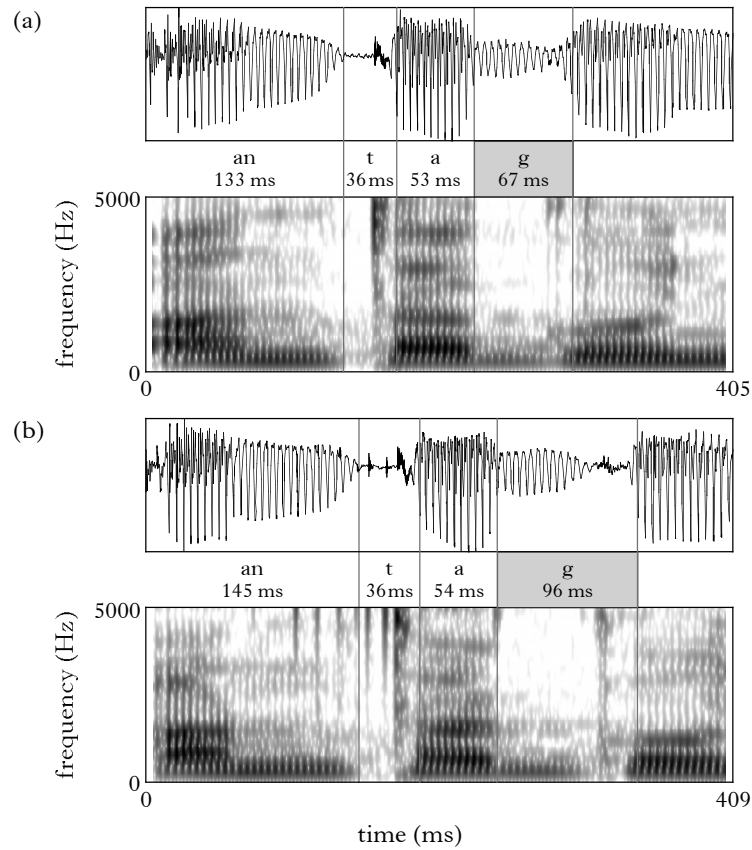 (a)
an t a g
133 ms 36 ms 53 ms 67 ms
5000
frequency (Hz)
0
0 405
(b)
an t a g
145 ms 36 ms 54 ms 96 ms
5000
frequency (Hz)
0
0 409
time (ms)